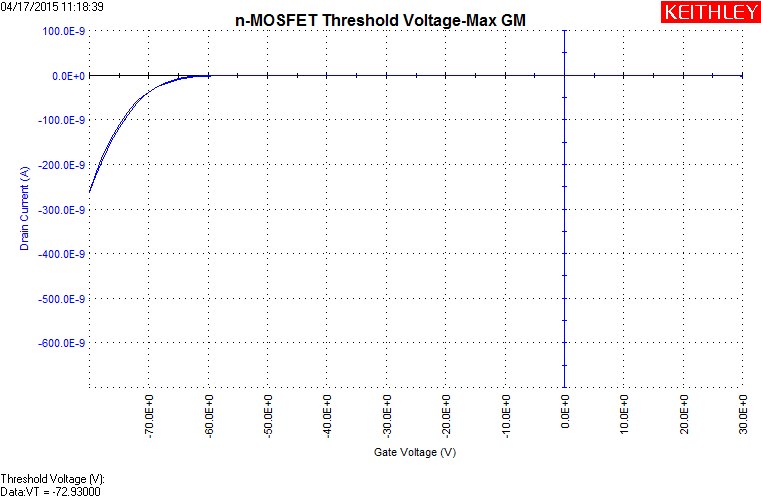 04/17/2015 11:18:39
KEITHLEY
n-MOSFET Threshold Voltage-Max GM
100.0E-9
0.0E+0
-100.0E-9
-200.0E-9
-300.0E-9
-400.0E-9
-500.0E-9
-600.0E-9
Drain Current (A)
-70.0E+0
-60.0E+0
-50.0E+0
-40.0E+0
-30.0E+0
-20.0E+0
-10.0E+0
0.0E+0
10.0E+0
20.0E+0
30.0E+0
Gate Voltage (V)
Threshold Voltage (V):
Data:VT = -72.93000